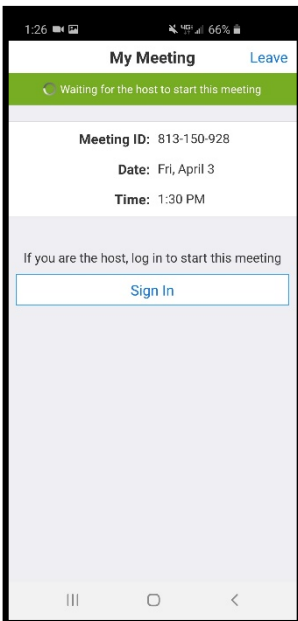 1:26 66%
My Meeting Leave
Waiting for the host to start this meeting
Meeting ID: 813-150-928
Date: Fri, April 3
Time: 1:30 PM
If you are the host, log in to start this meeting
Sign In